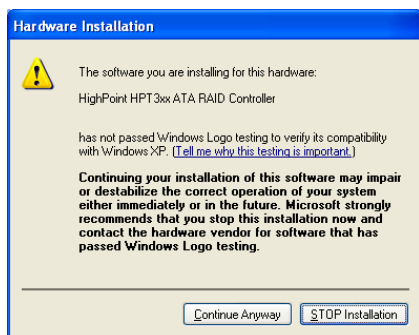 Hardware Installation
The software you are installing for this hardware:
HighPoint HPT3xx ATA RAID Controller
has not passed Windows Logo testing to verify its compatibility
with Windows XP. (Tell me why this testing is important.)
Continuing your installation of this software may impair
or destabilize the correct operation of your system
either immediately or in the future. Microsoft strongly
recommends that you stop this installation now and
contact the hardware vendor for software that has
passed Windows Logo testing.
Continue Anyway STOP Installation